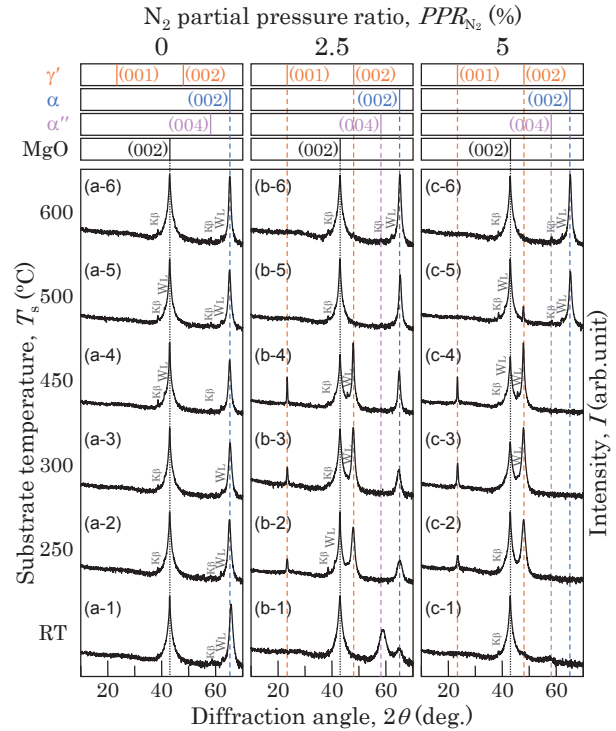 N₂ partial pressure ratio, PPR_N₂ (%)
0 2.5 5
γ' (001) (002) (001) (002) (001) (002)
α (002) (002) (002)
α'' (004) (004) (004)
MgO (002) (002) (002)
Substrate temperature, Tₛ (°C)
600 (a-6) Kβ Kβ WL (b-6) Kβ Kβ WL (c-6) Kβ Kβ WL
500 (a-5) Kβ WL Kβ WL (b-5) (c-5) Kβ WL Kβ WL
450 (a-4) Kβ WL Kβ (b-4) Kβ WL (c-4) Kβ WL WL
300 (a-3) Kβ WL (b-3) Kβ WL (c-3) WL
250 (a-2) Kβ Kβ WL (b-2) Kβ WL (c-2)
RT (a-1) Kβ WL (b-1) (c-1) Kβ
Intensity, I (arb.unit)
20 40 60 20 40 60 20 40 60
Diffraction angle, 2θ (deg.)